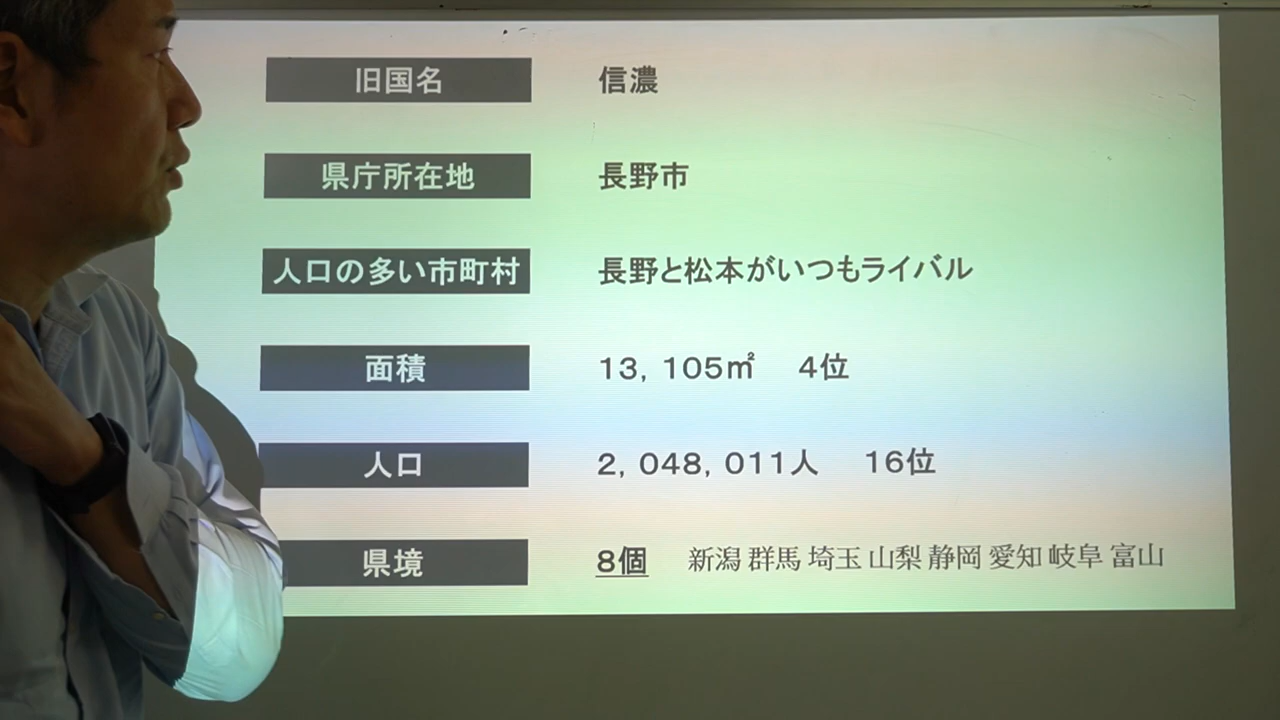 旧国名 信濃
県庁所在地 長野市
人口の多い市町村 長野と松本がいつもライバル
面積 13，105㎡ 4位
人口 2，048，011人 16位
県境 8個 新潟 群馬 埼玉 山梨 静岡 愛知 岐阜 富山